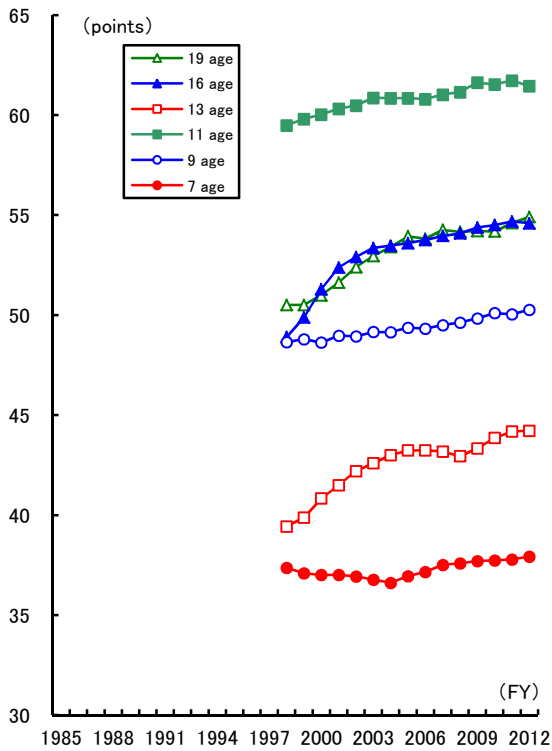 65
(points)
19 age
16 age
13 age
11 age
9 age
7 age
60
55
50
45
40
35
30
(FY)
1985 1988 1991 1994 1997 2000 2003 2006 2009 2012